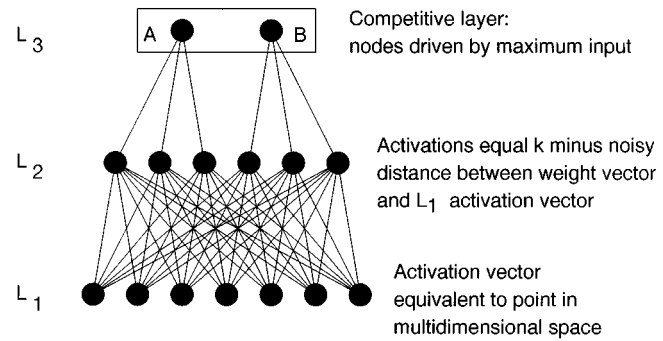 L3
A
B
Competitive layer:
nodes driven by maximum input
L2
Activations equal k minus noisy
distance between weight vector
and L1 activation vector
L1
Activation vector
equivalent to point in
multidimensional space